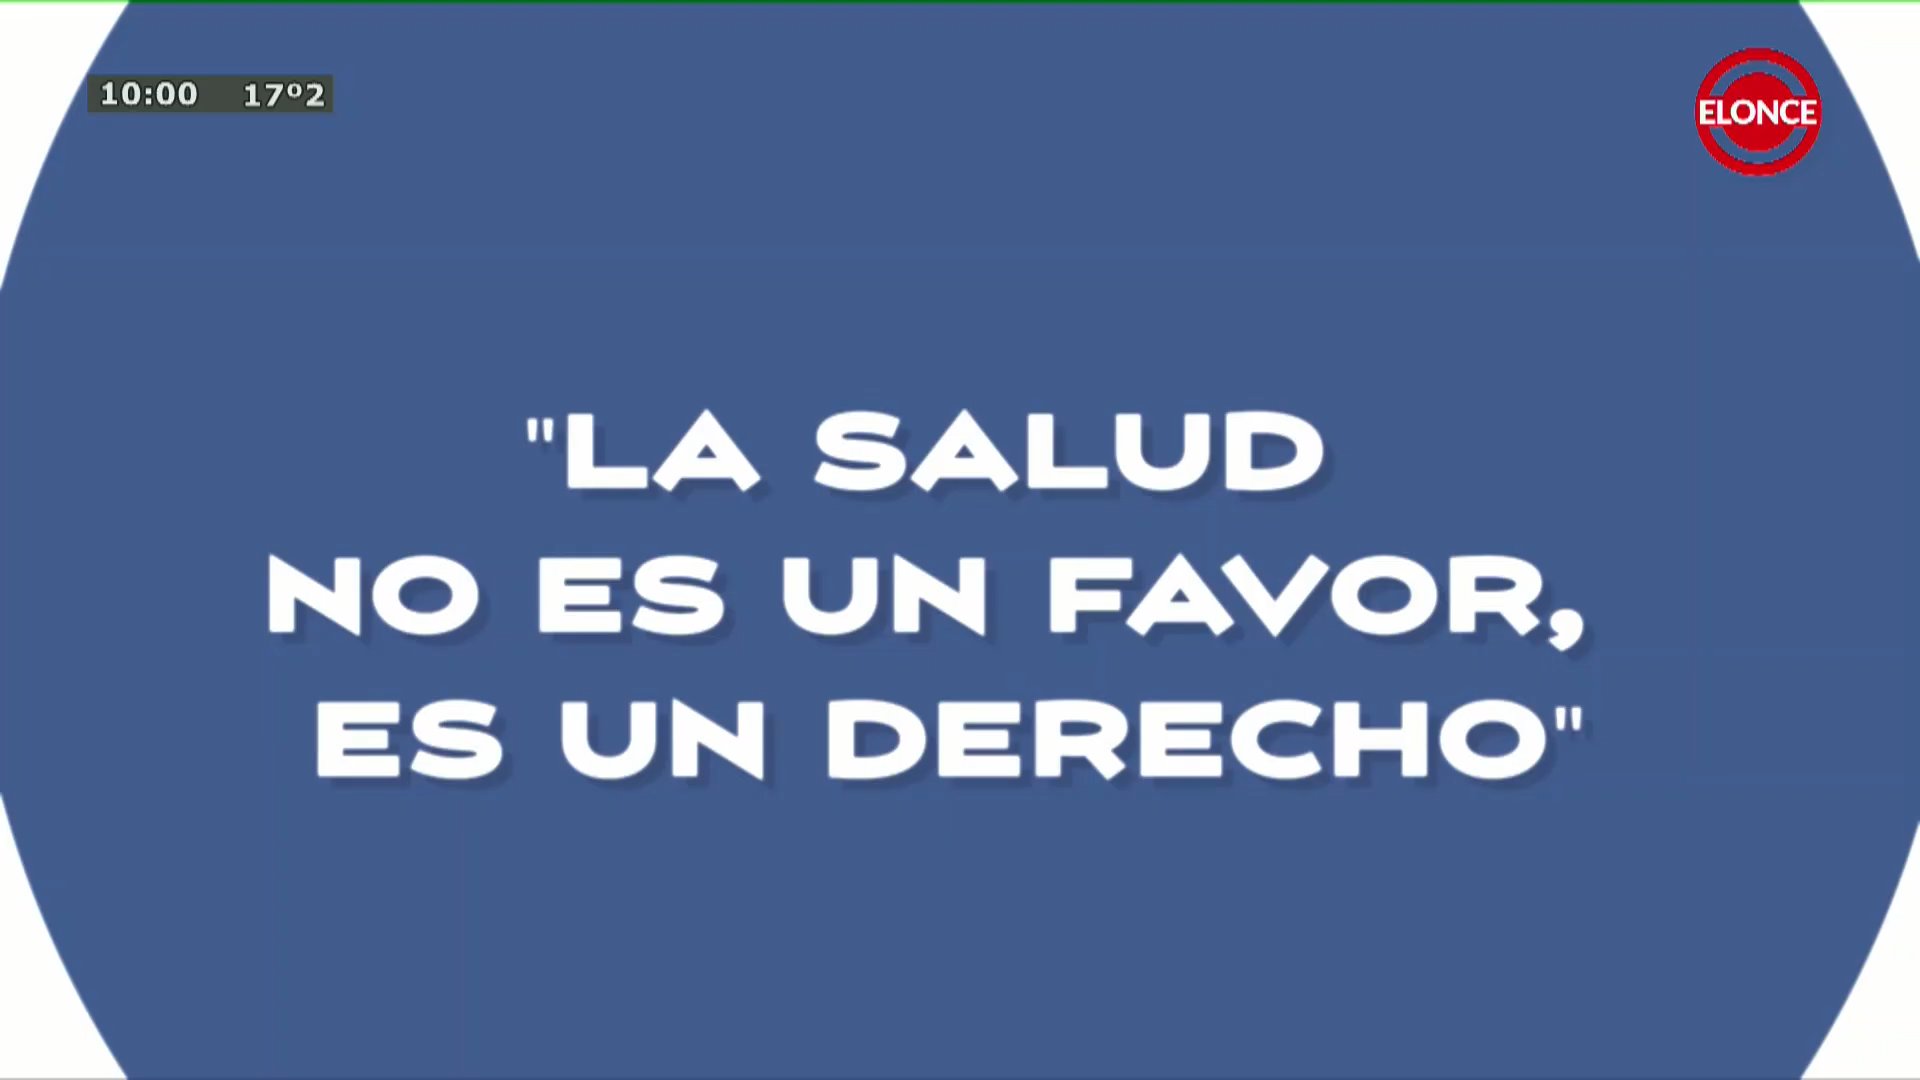 10:00 17º2
ELONCE
"LA SALUD
NO ES UN FAVOR,
ES UN DERECHO"